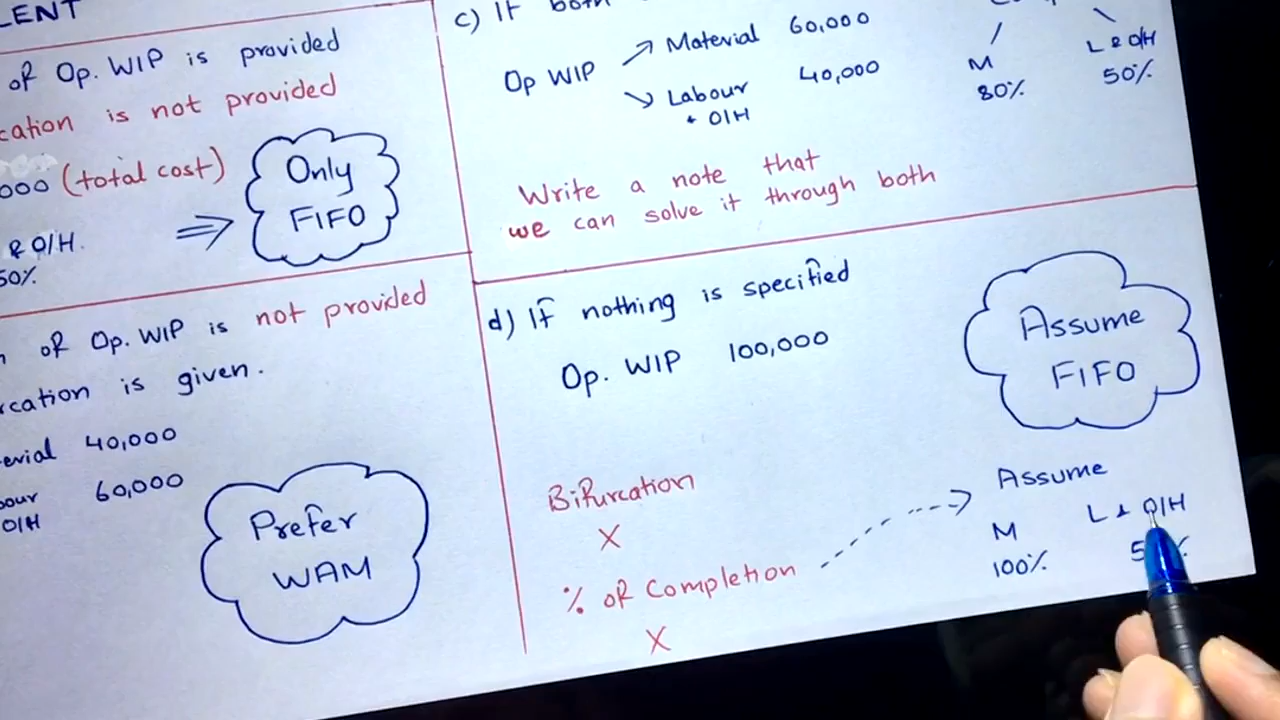 LENT
of Op. WIP is provided
cation is not provided
000 (total cost)
& O/H.
50%
Only
FIFO
c) If both
Op WIP
Material 60,000
Labour 40,000
+ O/H
M
80%
L & O/H
50%
Write a note that
we can solve it through both
of Op. WIP is not provided
rcation is given.
erial 40,000
bour 60,000
O/H
Prefer
WAM
d) If nothing is specified
Op. WIP 100,000
Assume
FIFO
Bifurcation
X
% of Completion
X
Assume
M
100%
L + O/H